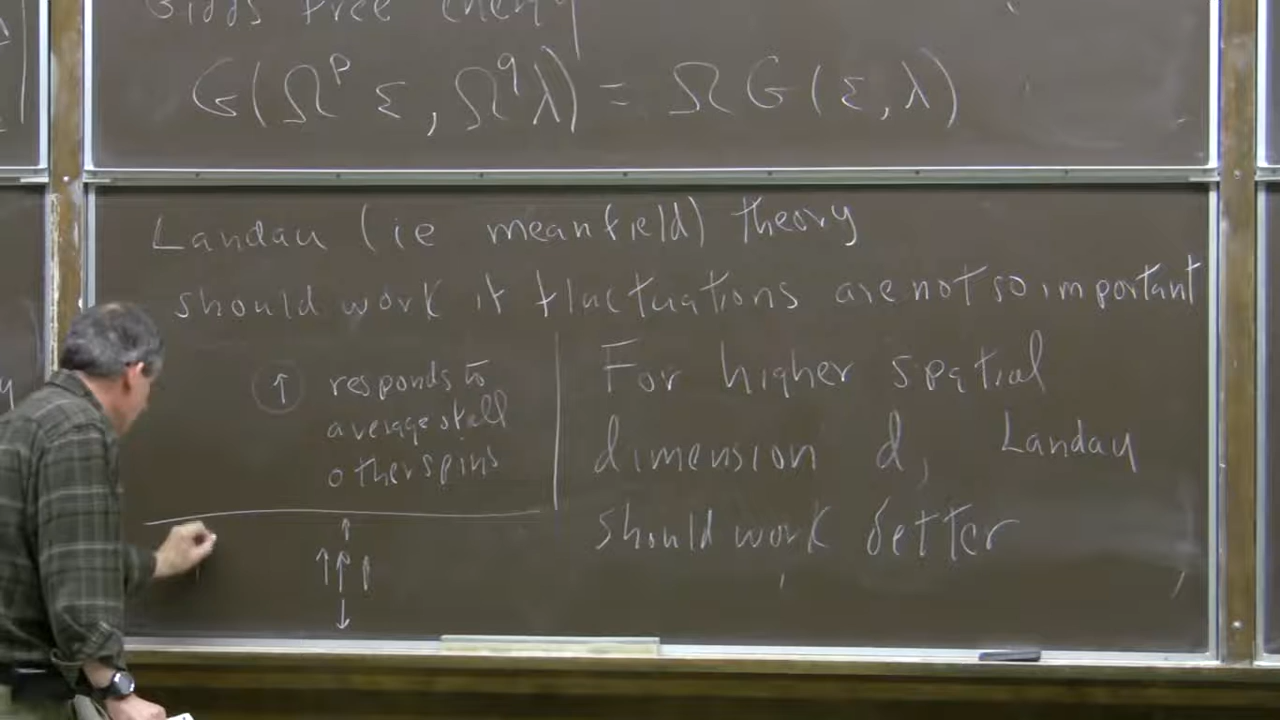 Gibbs free energy
G(Ω^p ε, Ω^q λ) = Ω G(ε, λ)
Landau (ie meanfield) theory
should work if fluctuations are not so important
↑ responds to
average of all
other spins
For higher spatial
dimension d, Landau
should work better